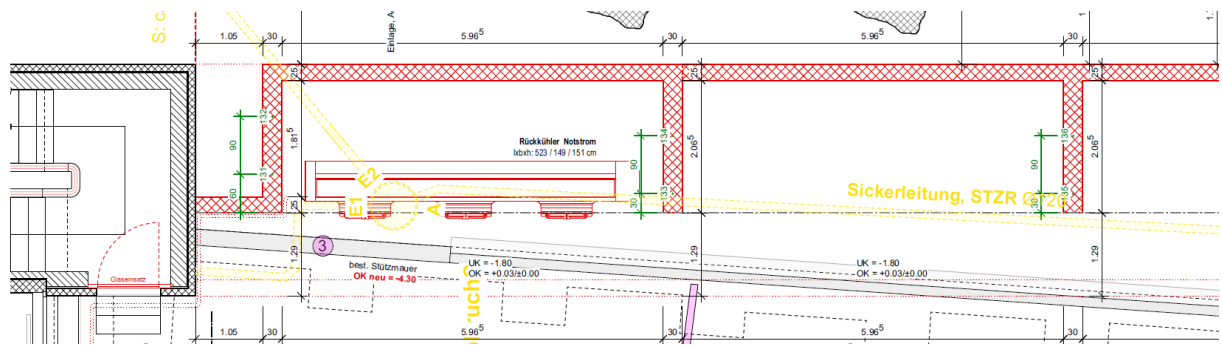 S: c
Einlage, A
1.05
30
5.96⁵
30
5.96⁵
30
25
25
25
132
1.81⁵
90
131
60
25
Rückkühler Notstrom
lxbxh: 523 / 149 / 151 cm
134
90
133
30
2.06⁵
136
90
135
30
2.06⁵
E1
E2
A
Sickerleitung, STZR Ø120
3
1.29
1.29
1.29
best. Stützmauer
OK neu = -4.30
UK = -1.80
OK = +0.03/±0.00
UK = -1.80
OK = +0.03/±0.00
Glaseinsatz
1.05
30
5.96⁵
30
5.96⁵
30